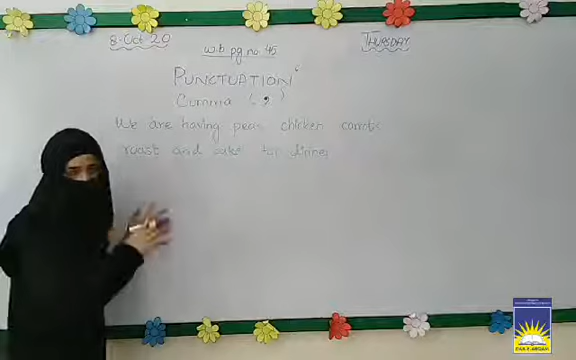 8-Oct 20
THURSDAY
w.b pg no. 45
PUNCTUATION
Comma ( , )
We are having peas chicken carrots
roast and cake for dinner